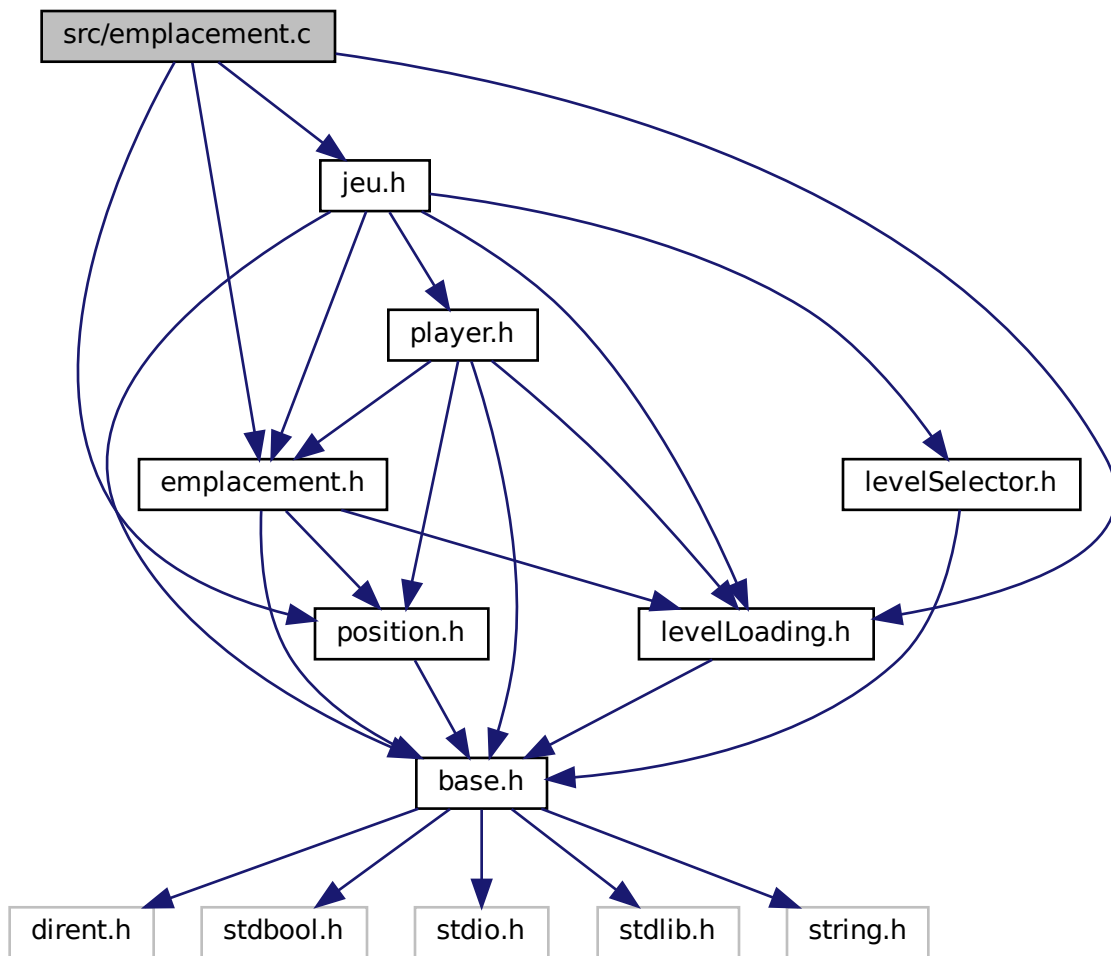 src/emplacement.c
jeu.h
player.h
emplacement.h
levelSelector.h
position.h
levelLoading.h
base.h
dirent.h
stdbool.h
stdio.h
stdlib.h
string.h